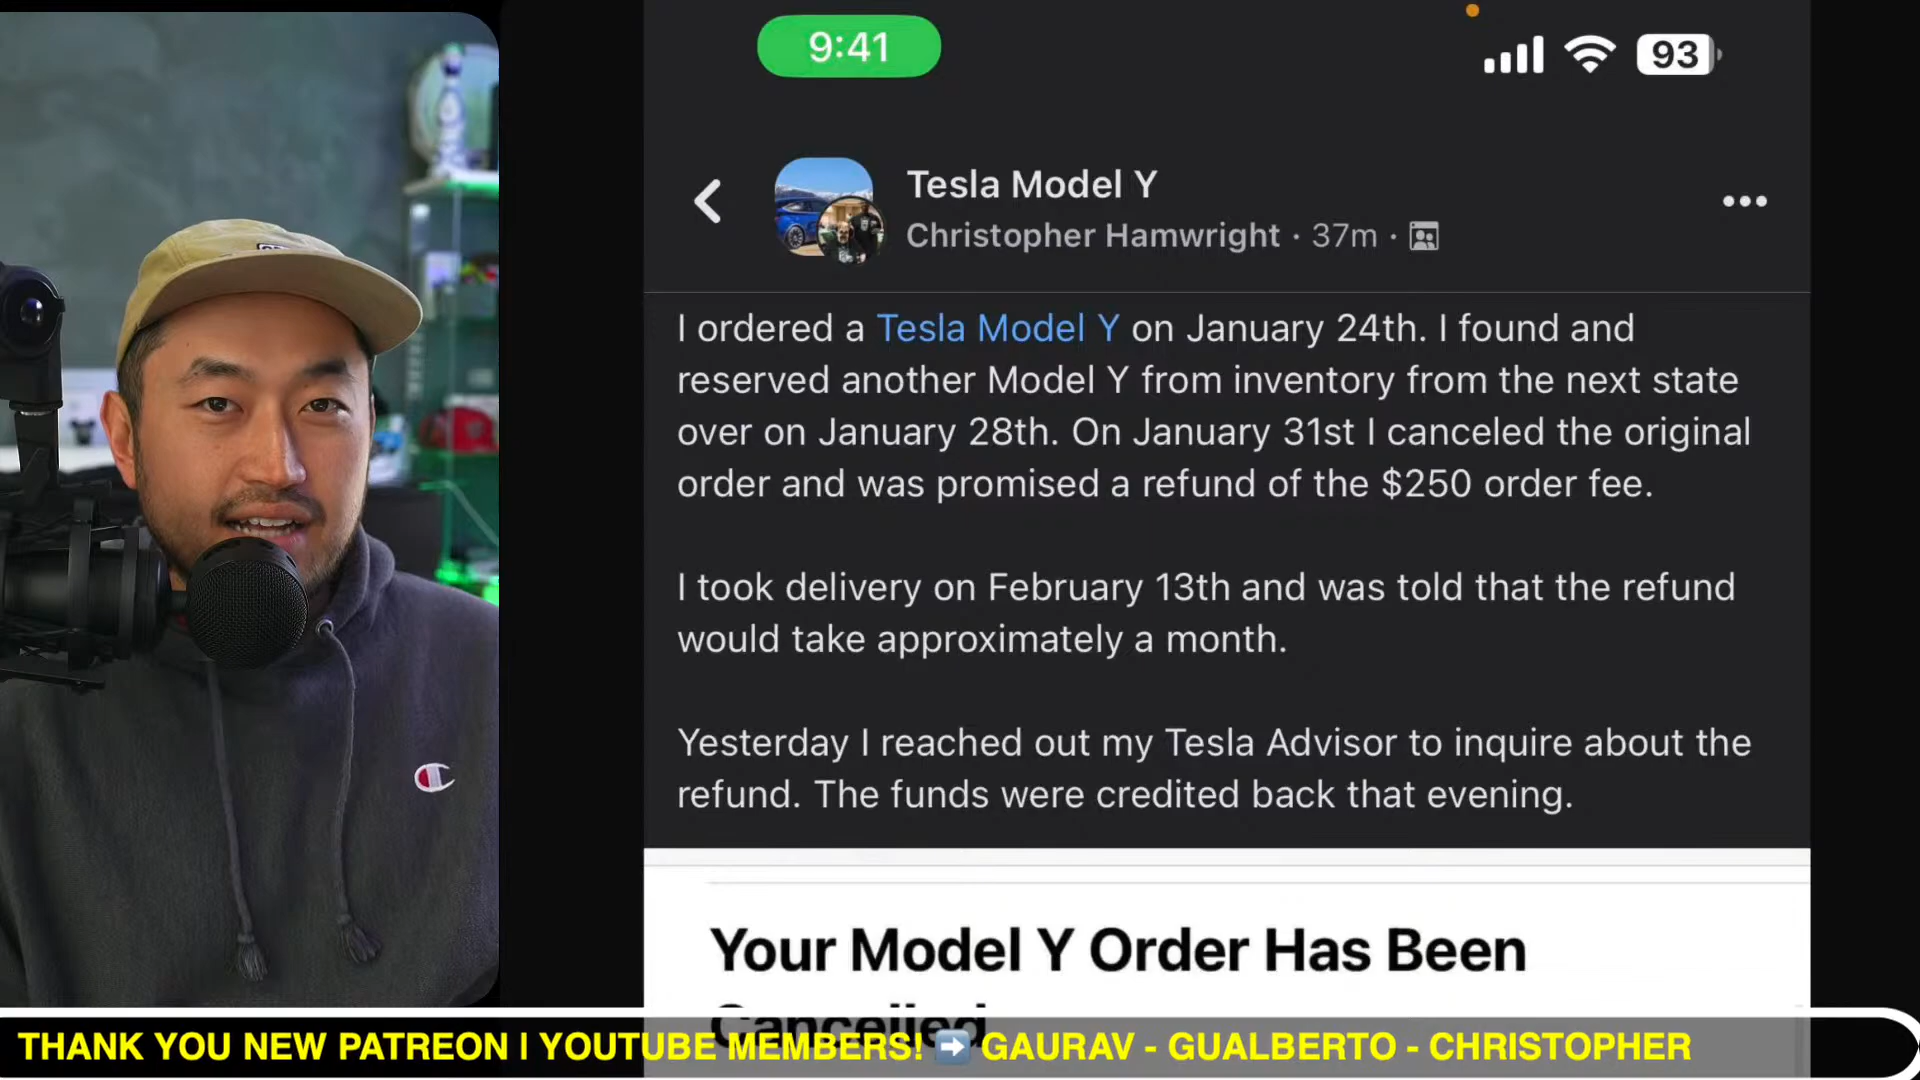 9:41
93
Tesla Model Y
Christopher Hamwright · 37m ·
I ordered a Tesla Model Y on January 24th. I found and
reserved another Model Y from inventory from the next state
over on January 28th. On January 31st I canceled the original
order and was promised a refund of the $250 order fee.
I took delivery on February 13th and was told that the refund
would take approximately a month.
Yesterday I reached out my Tesla Advisor to inquire about the
refund. The funds were credited back that evening.
Your Model Y Order Has Been
Cancelled
THANK YOU NEW PATREON | YOUTUBE MEMBERS! ➡️ GAURAV - GUALBERTO - CHRISTOPHER